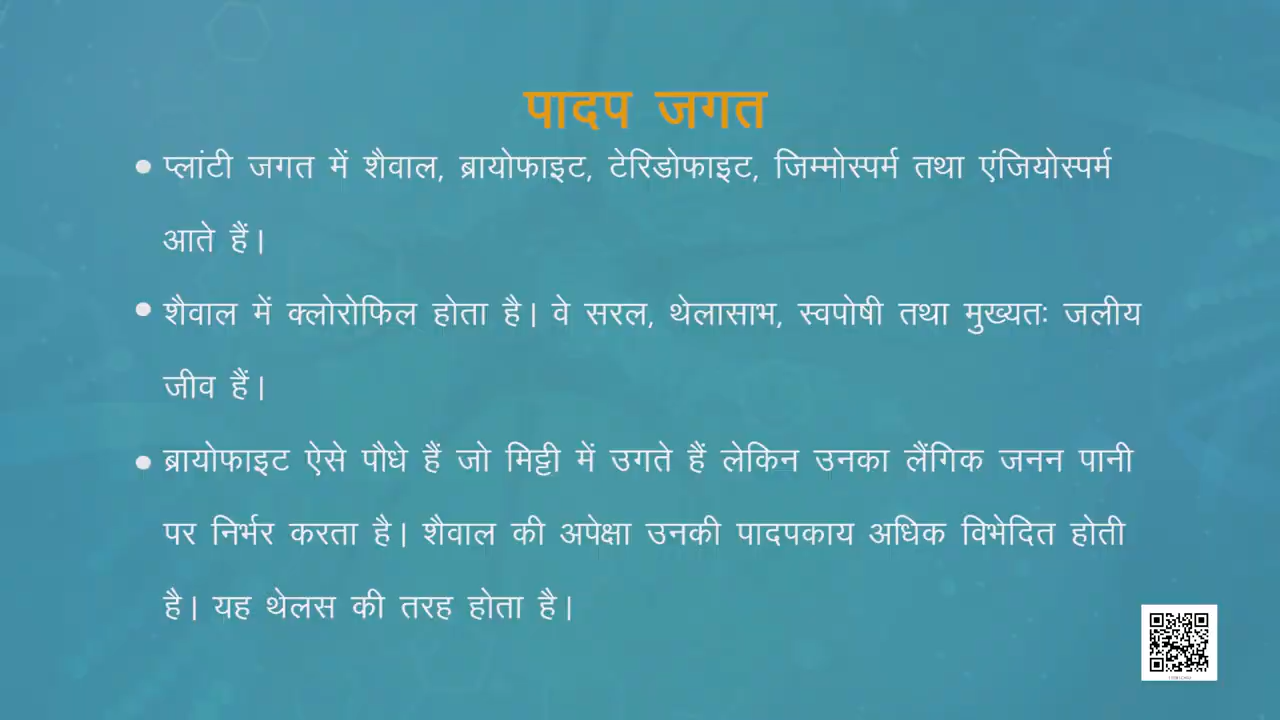 पादप जगत
• प्लांटी जगत में शैवाल, ब्रायोफाइट, टेरिडोफाइट, जिम्मोस्पर्म तथा एंजियोस्पर्म
आते हैं।
• शैवाल में क्लोरोफिल होता है। वे सरल, थेलासाभ, स्वपोषी तथा मुख्यतः जलीय
जीव हैं।
• ब्रायोफाइट ऐसे पौधे हैं जो मिट्टी में उगते हैं लेकिन उनका लैंगिक जनन पानी
पर निर्भर करता है। शैवाल की अपेक्षा उनकी पादपकाय अधिक विभेदित होती
है। यह थेलस की तरह होता है।